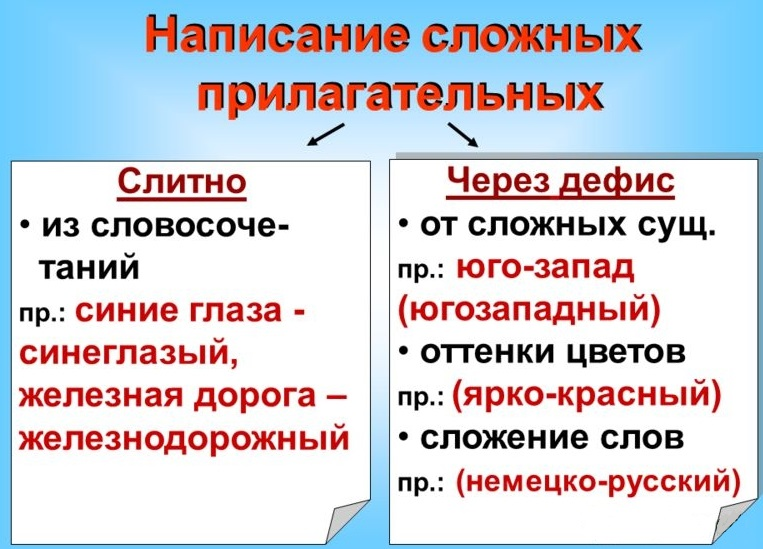 Написание сложных
прилагательных
Слитно
• из словосоче-
таний
пр.: синие глаза -
синеглазый,
железная дорога –
железнодорожный
Через дефис
• от сложных сущ.
пр.: юго-запад
(югозападный)
• оттенки цветов
пр.: (ярко-красный)
• сложение слов
пр.: (немецко-русский)